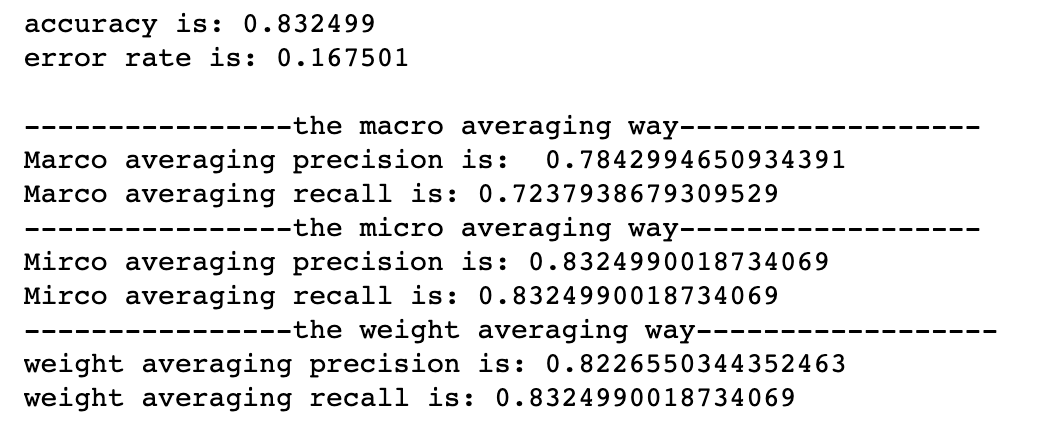 accuracy is: 0.832499
error rate is: 0.167501
----------------the macro averaging way------------------
Marco averaging precision is:  0.7842994650934391
Marco averaging recall is: 0.7237938679309529
----------------the micro averaging way------------------
Mirco averaging precision is: 0.8324990018734069
Mirco averaging recall is: 0.8324990018734069
----------------the weight averaging way------------------
weight averaging precision is: 0.8226550344352463
weight averaging recall is: 0.8324990018734069